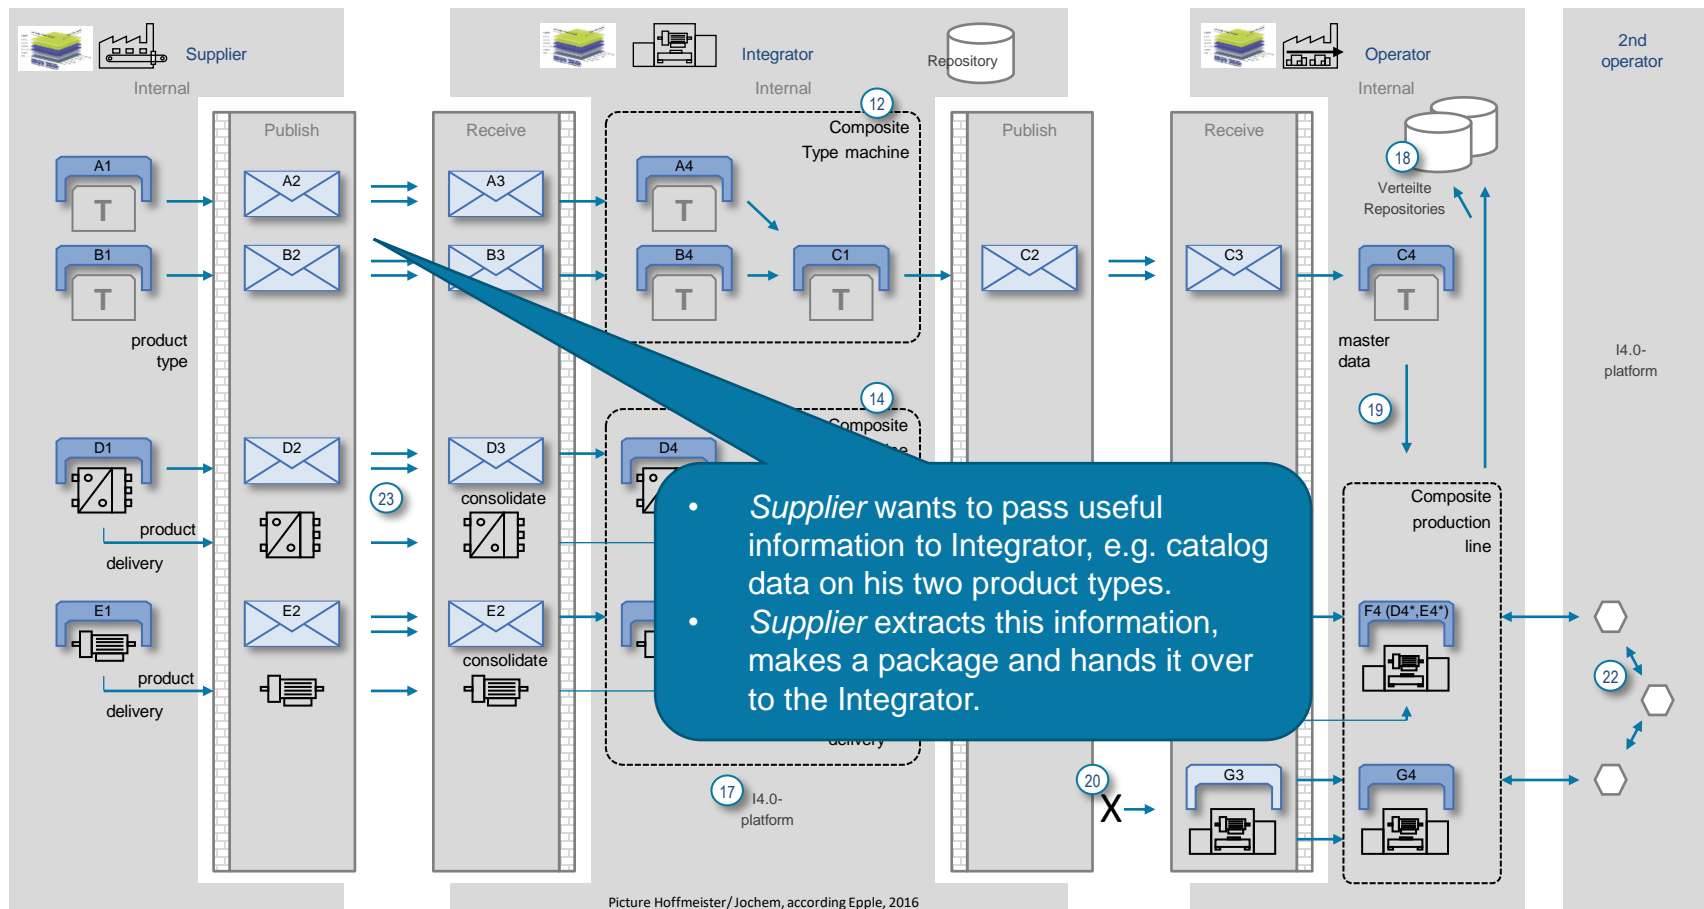 Supplier
Integrator
Repository
Operator
2nd
operator
Internal
Internal
Internal
Publish
Receive
12
Composite
Type machine
Publish
Receive
18
Verteilte
Repositories
A1
T
A2
A3
A4
T
B1
T
B2
B3
B4
T
C1
T
C2
C3
C4
T
product
type
master
data
I4.0-
platform
14
Composite
19
D1
D2
D3
D4
23
consolidate
product
delivery
Composite
production
line
• Supplier wants to pass useful
information to Integrator, e.g. catalog
data on his two product types.
• Supplier extracts this information,
makes a package and hands it over
to the Integrator.
E1
E2
E2
F4 (D4*,E4*)
consolidate
product
delivery
22
delivery
17
I4.0-
platform
20
X
G3
G4
Picture Hoffmeister/Jochem, according Epple, 2016